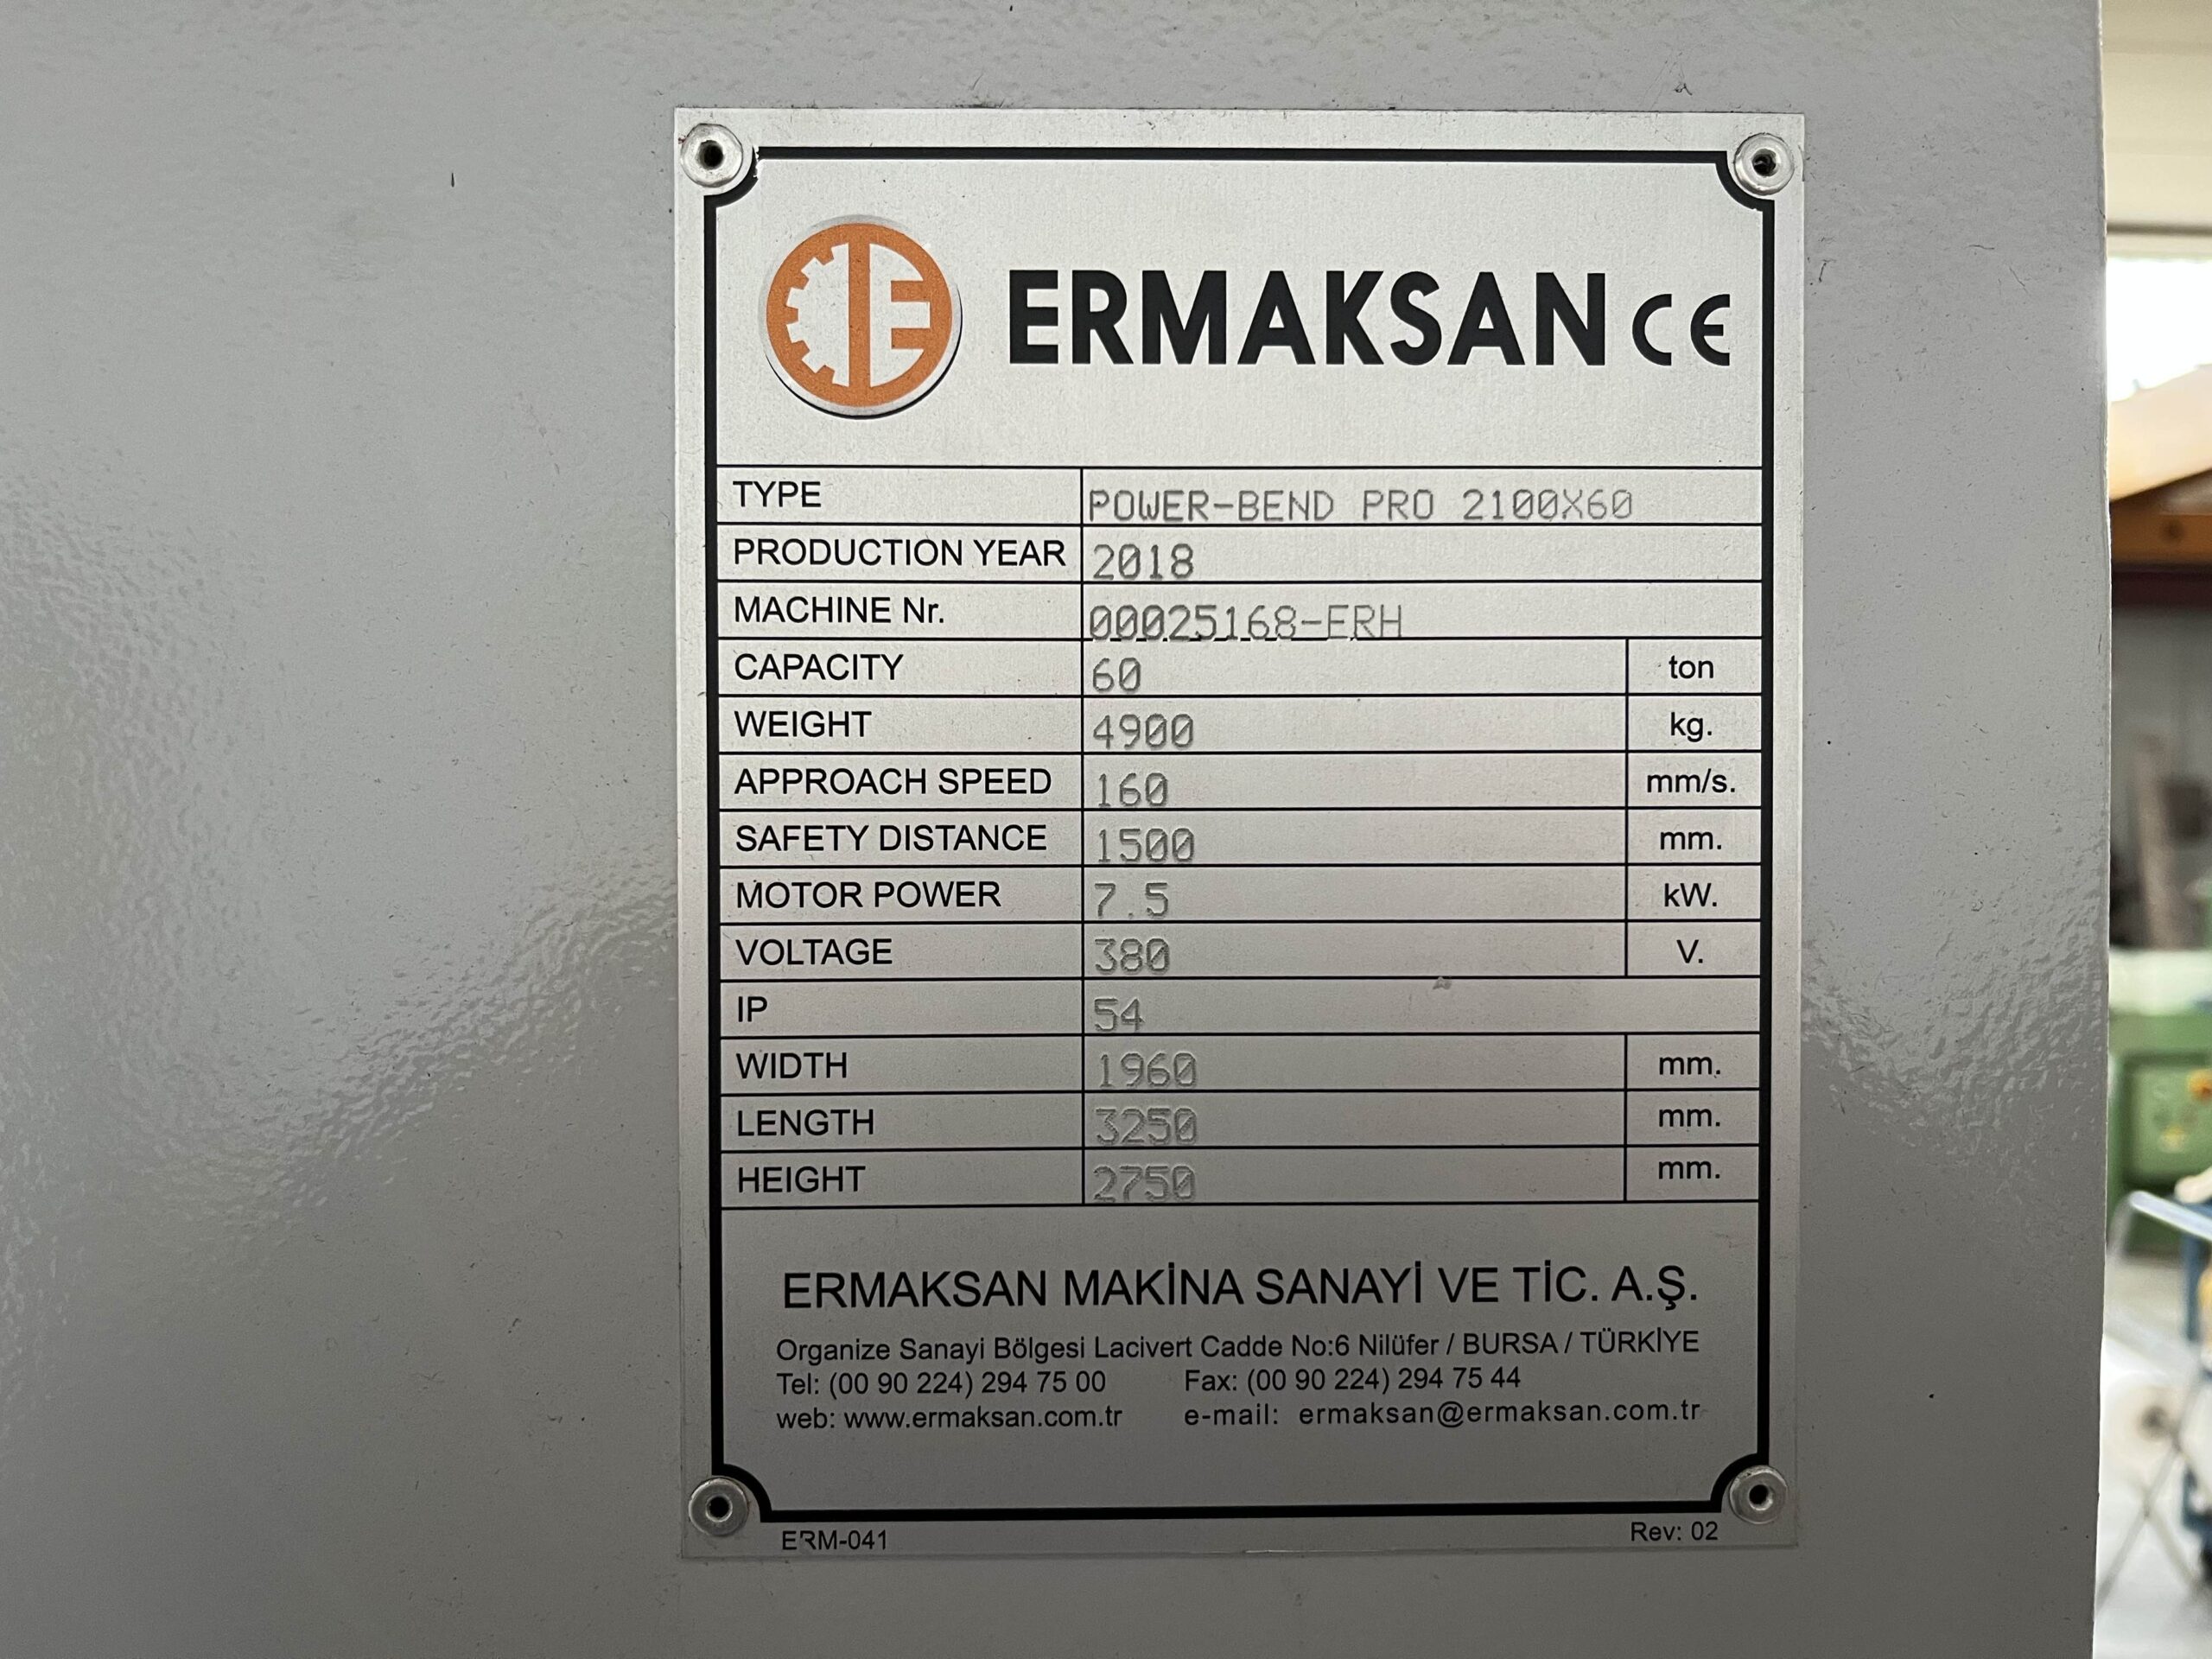 ERMAKSAN CE
TYPE POWER-BEND PRO 2100X60
PRODUCTION YEAR 2018
MACHINE Nr. 00025168-ERH
CAPACITY 60 ton
WEIGHT 4900 kg.
APPROACH SPEED 160 mm/s.
SAFETY DISTANCE 1500 mm.
MOTOR POWER 7.5 kW.
VOLTAGE 380 V.
IP 54
WIDTH 1960 mm.
LENGTH 3250 mm.
HEIGHT 2750 mm.
ERMAKSAN MAKİNA SANAYİ VE TİC. A.Ş.
Organize Sanayi Bölgesi Lacivert Cadde No:6 Nilüfer / BURSA / TÜRKİYE
Tel: (00 90 224) 294 75 00 Fax: (00 90 224) 294 75 44
web: www.ermaksan.com.tr e-mail: ermaksan@ermaksan.com.tr
ERM-041 Rev: 02